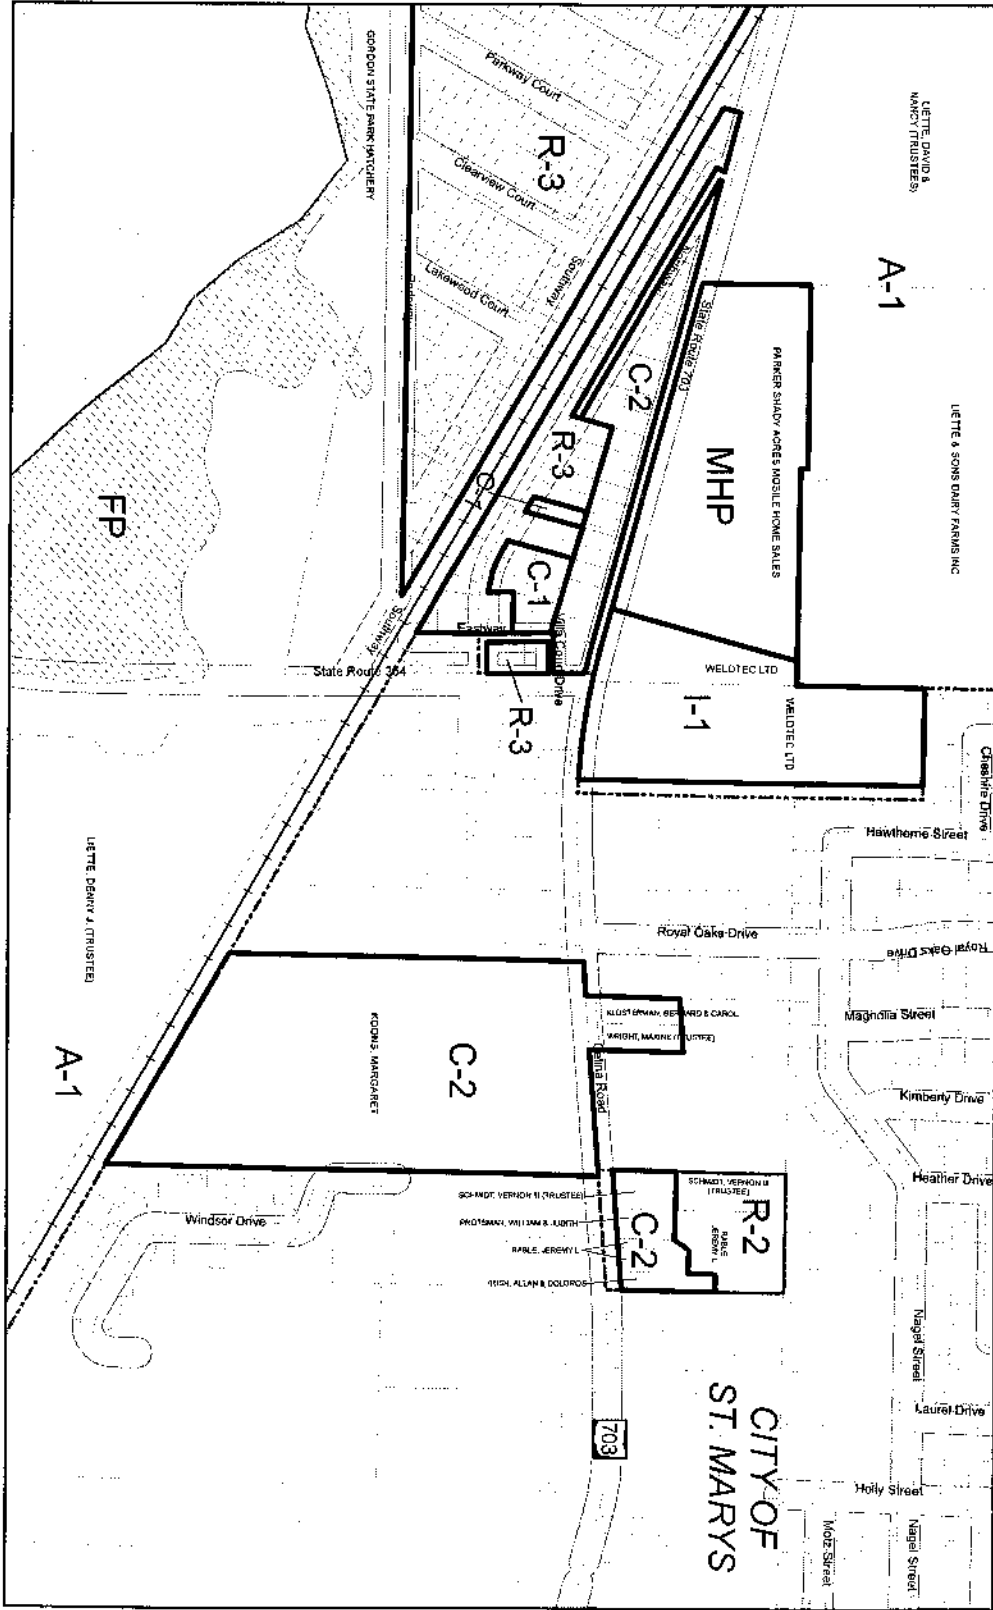 LIETTE, DAVID &
NANCY (TRUSTEES)
A-1
LIETTE & SONS DAIRY FARMS INC
PARKER SHADY ACRES MOBILE HOME SALES
MHP
State Route 703
C-2
R-3
Parkway Court
Clearview Court
Lakewood Court
Southway
GORDON STATE PARK HATCHERY
FP
R-3
C-1
Eastway
Villa Court Drive
Southway
State Route 364
R-3
WELDTEC LTD
WELDTEC LTD
I-1
Cheshire Drive
Hawthorne Street
Royal Oaks Drive
Royal Oaks Drive
Magnolia Street
Kimberly Drive
Heather Drive
Nagel Street
Laurel Drive
Holly Street
Nagel Street
Motz Street
KLOSTERMAN, BERNARD & CAROL
WRIGHT, MAXINE (TRUSTEE)
Celina Road
LIETTE, DENNY J. (TRUSTEE)
A-1
KOONS, MARGARET
C-2
Windsor Drive
SCHMIDT, VERNON III
(TRUSTEE)
RABLE,
JEREMY L
R-2
SCHMIDT, VERNON III (TRUSTEE)
PROTSMAN, WILLIAM & JUDITH
RABLE, JEREMY L
C-2
703
CITY OF
ST. MARYS